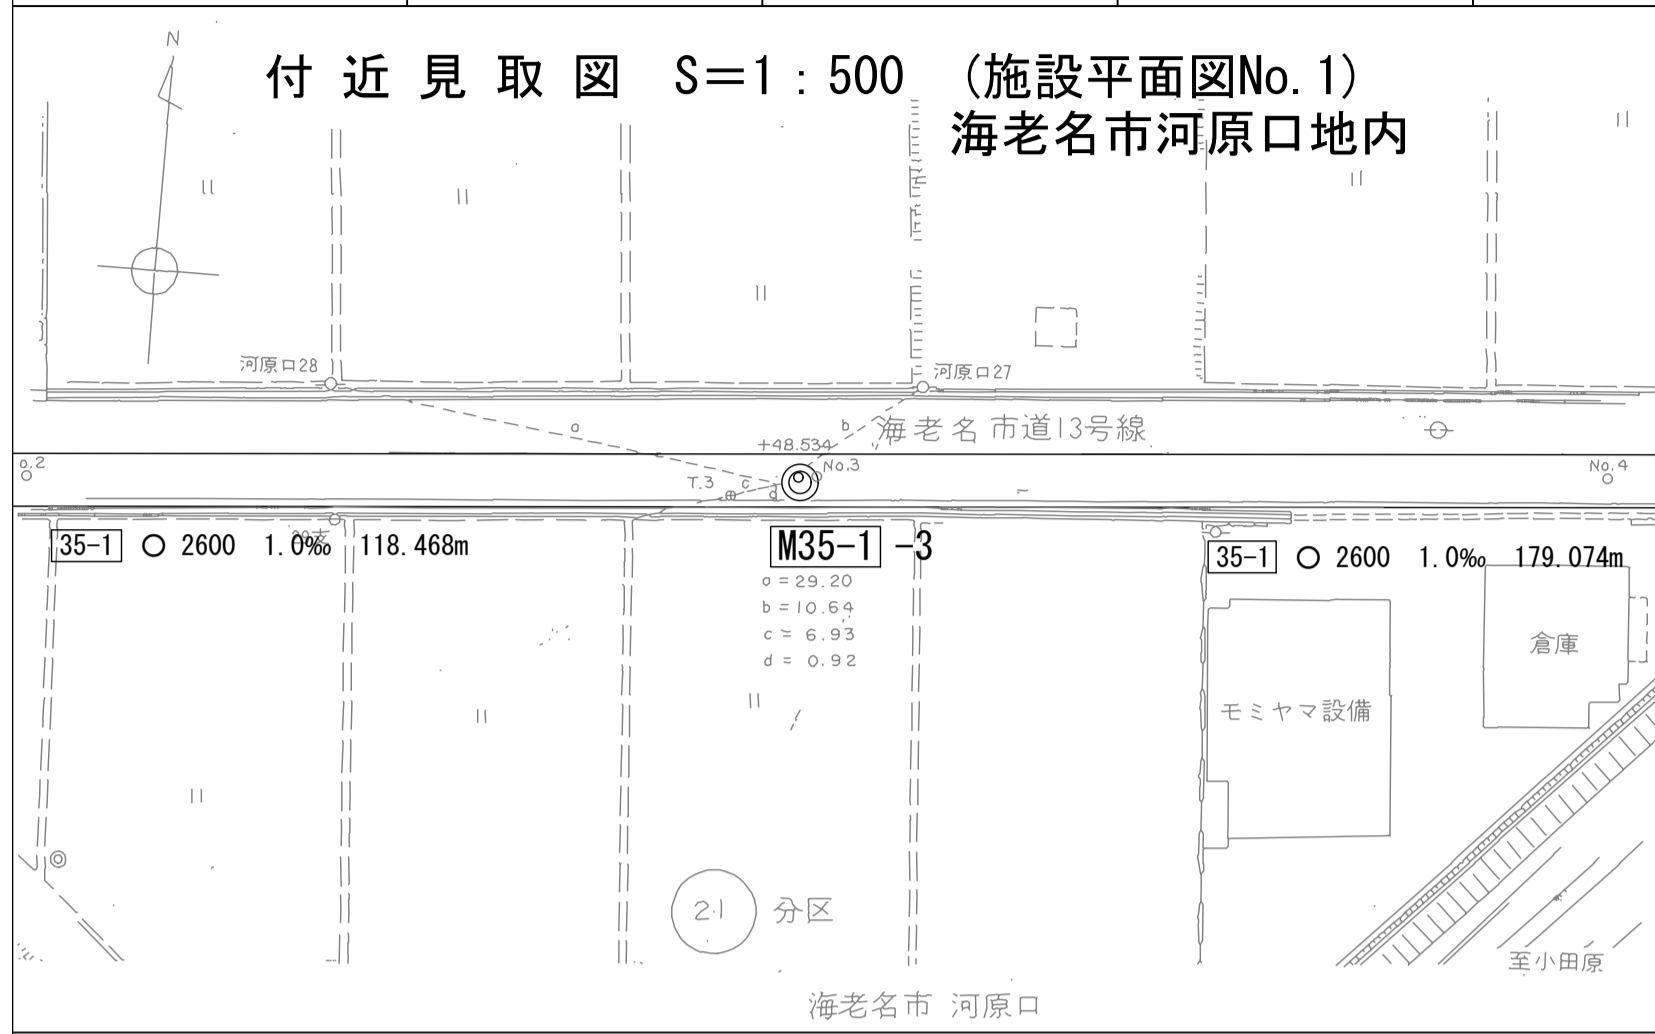 N
付近見取図 S=1:500 (施設平面図No.1)
海老名市河原口地内
河原口28
河原口27
a
b
海老名市道13号線
+48.534
o.2
T.3
c
d
No.3
No.4
35-1 ○ 2600 1.0‰ 118.468m
M35-1 -3
35-1 ○ 2600 1.0‰ 179.074m
a = 29.20
b = 10.64
c = 6.93
d = 0.92
倉庫
モミヤマ設備
21 分区
至小田原
海老名市 河原口